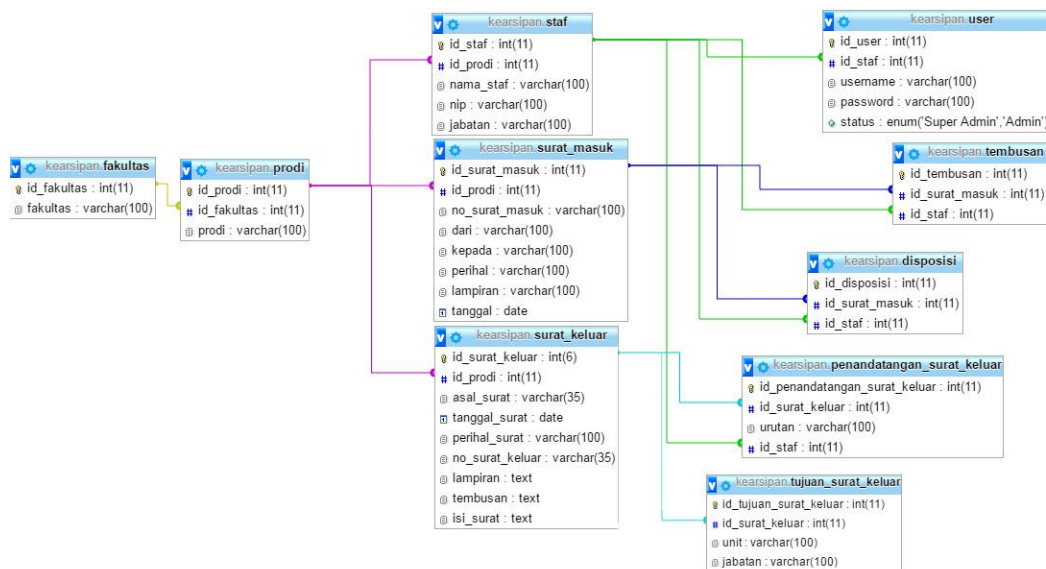 kearsipan.fakultas
id_fakultas : int(11)
fakultas : varchar(100)
kearsipan.prodi
id_prodi : int(11)
id_fakultas : int(11)
prodi : varchar(100)
kearsipan.staf
id_staf : int(11)
id_prodi : int(11)
nama_staf : varchar(100)
nip : varchar(100)
jabatan : varchar(100)
kearsipan.surat_masuk
id_surat_masuk : int(11)
id_prodi : int(11)
no_surat_masuk : varchar(100)
dari : varchar(100)
kepada : varchar(100)
perihal : varchar(100)
lampiran : varchar(100)
tanggal : date
kearsipan.surat_keluar
id_surat_keluar : int(6)
id_prodi : int(11)
asal_surat : varchar(35)
tanggal_surat : date
perihal_surat : varchar(100)
no_surat_keluar : varchar(35)
lampiran : text
tembusan : text
isi_surat : text
kearsipan.user
id_user : int(11)
id_staf : int(11)
username : varchar(100)
password : varchar(100)
status : enum('Super Admin','Admin')
kearsipan.tembusan
id_tembusan : int(11)
id_surat_masuk : int(11)
id_staf : int(11)
kearsipan.disposisi
id_disposisi : int(11)
id_surat_masuk : int(11)
id_staf : int(11)
kearsipan.penandatangan_surat_keluar
id_penandatangan_surat_keluar : int(11)
id_surat_keluar : int(11)
urutan : varchar(100)
id_staf : int(11)
kearsipan.tujuan_surat_keluar
id_tujuan_surat_keluar : int(11)
id_surat_keluar : int(11)
unit : varchar(100)
jabatan : varchar(100)